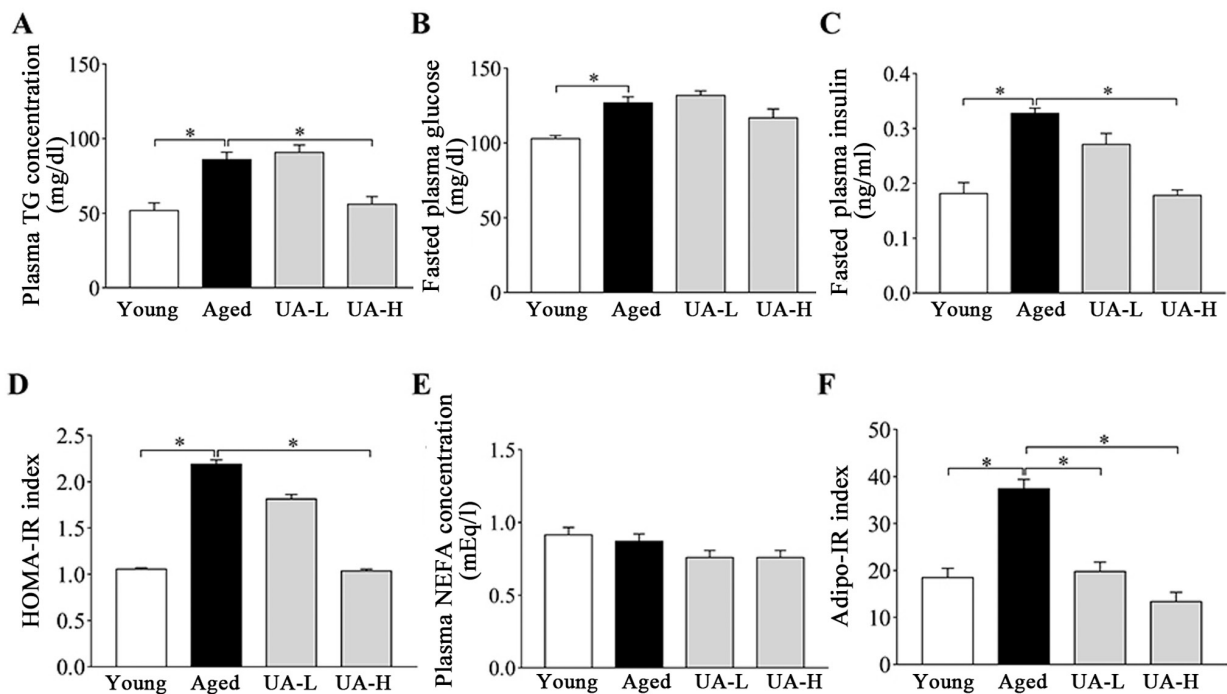 A
Plasma TG concentration
(mg/dl)
150
100
50
0
*
*
Young Aged UA-L UA-H
B
Fasted plasma glucose
(mg/dl)
150
100
50
0
*
Young Aged UA-L UA-H
C
Fasted plasma insulin
(ng/ml)
0.4
0.3
0.2
0.1
0.0
*
*
Young Aged UA-L UA-H
D
HOMA-IR index
2.5
2.0
1.5
1.0
0.5
0.0
*
*
Young Aged UA-L UA-H
E
Plasma NEFA concentration
(mEq/l)
1.5
1.0
0.5
0.0
Young Aged UA-L UA-H
F
Adipo-IR index
50
40
30
20
10
0
*
*
*
Young Aged UA-L UA-H